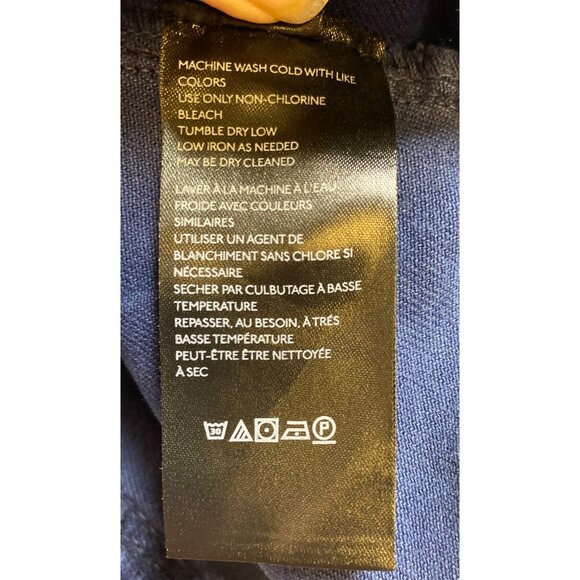 MACHINE WASH COLD WITH LIKE
COLORS
USE ONLY NON-CHLORINE
BLEACH
TUMBLE DRY LOW
LOW IRON AS NEEDED
MAY BE DRY CLEANED
LAVER À LA MACHINE À L'EAU
FROIDE AVEC COULEURS
SIMILAIRES
UTILISER UN AGENT DE
BLANCHIMENT SANS CHLORE SI
NÉCESSAIRE
SECHER PAR CULBUTAGE À BASSE
TEMPERATURE
REPASSER, AU BESOIN, À TRÉS
BASSE TEMPÉRATURE
PEUT-ÊTRE ÊTRE NETTOYÉE
À SEC
30 P